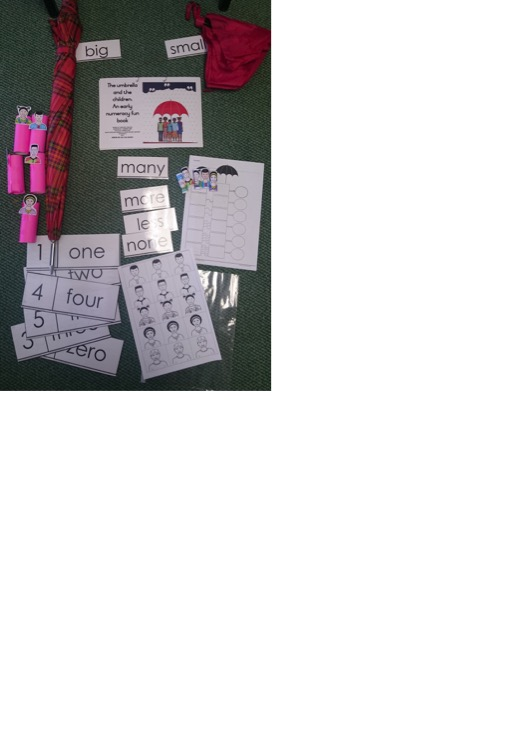 big
small
The umbrella
and the
children.
An early
numeracy fun
book
many
more
less
none
1 one
two
4 four
5
3 three
zero